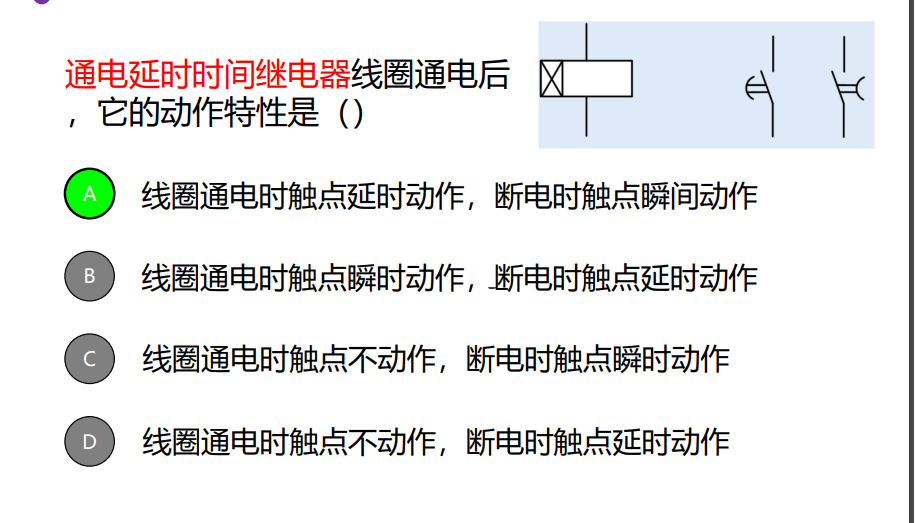 通电延时时间继电器线圈通电后
，它的动作特性是（）
A 线圈通电时触点延时动作，断电时触点瞬间动作
B 线圈通电时触点瞬时动作，断电时触点延时动作
C 线圈通电时触点不动作，断电时触点瞬时动作
D 线圈通电时触点不动作，断电时触点延时动作